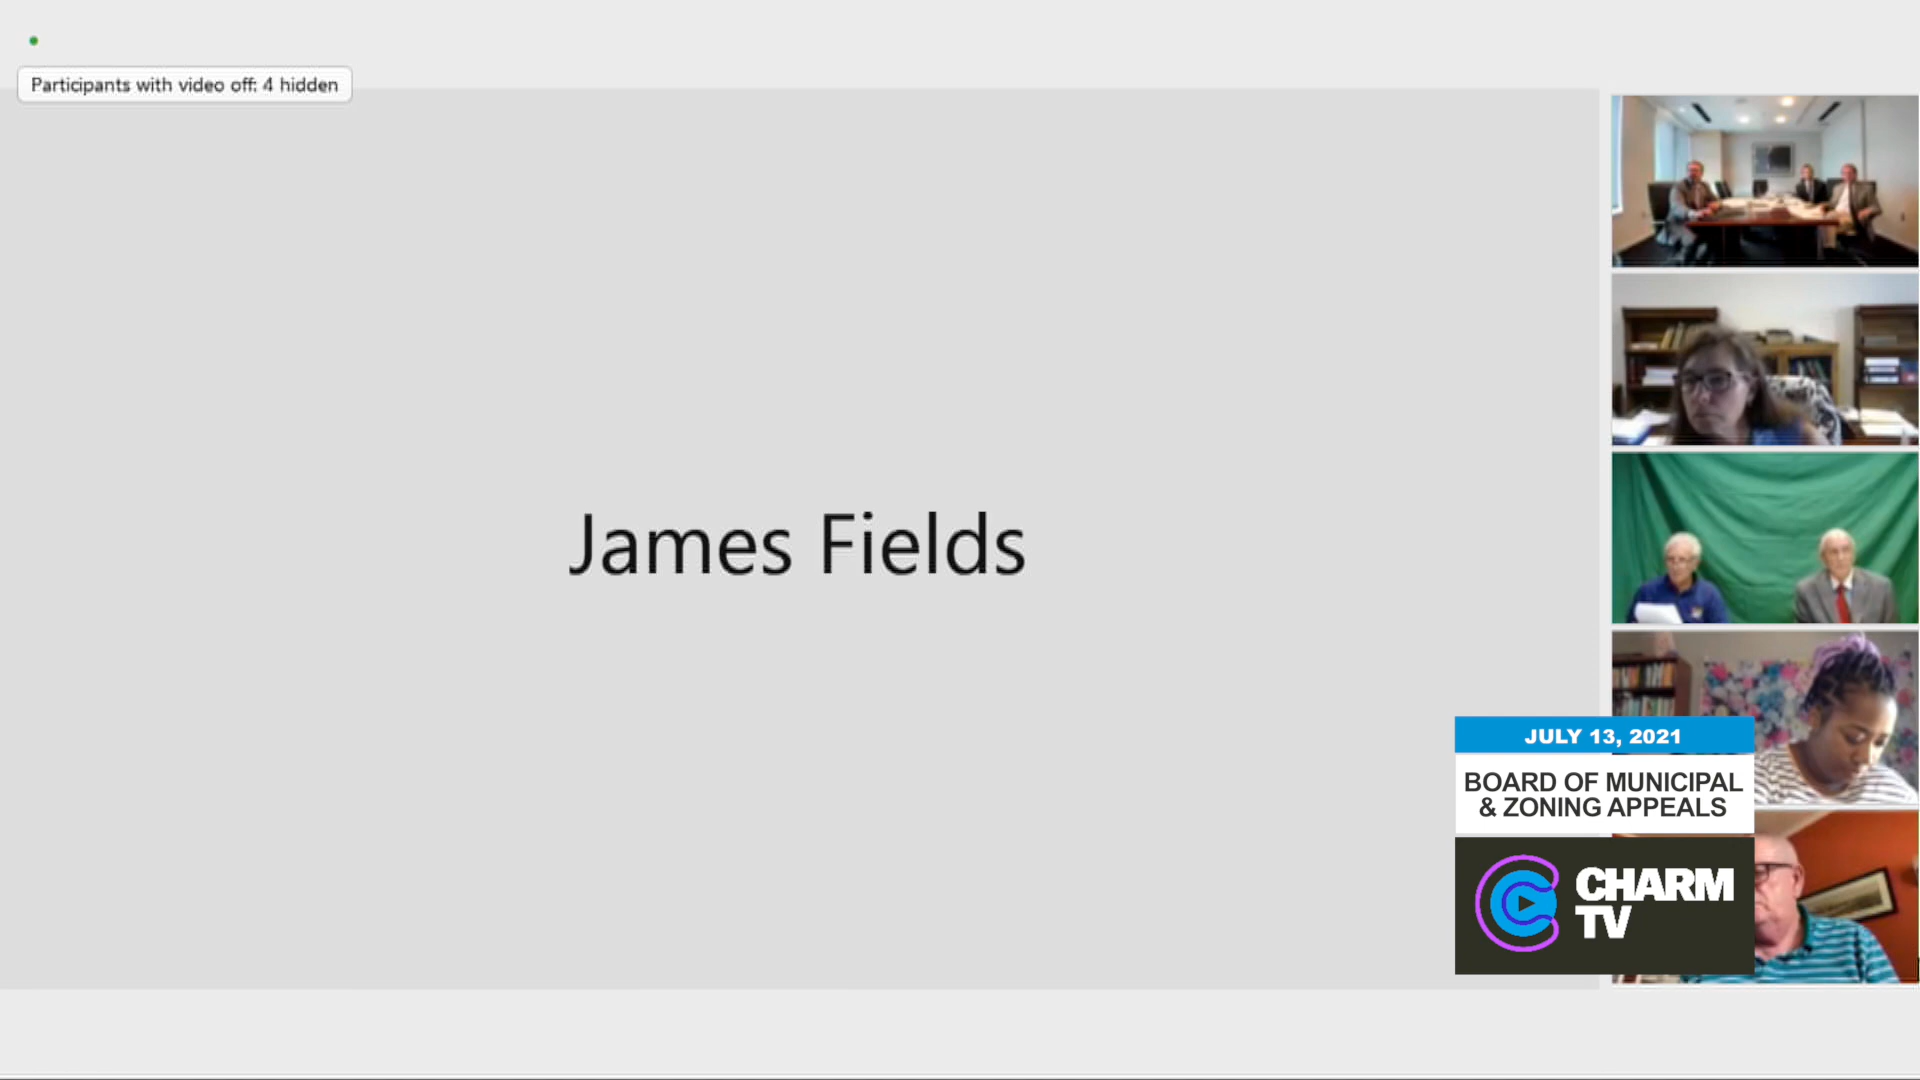 Participants with video off: 4 hidden
James Fields
JULY 13, 2021
BOARD OF MUNICIPAL
& ZONING APPEALS
CHARM
TV